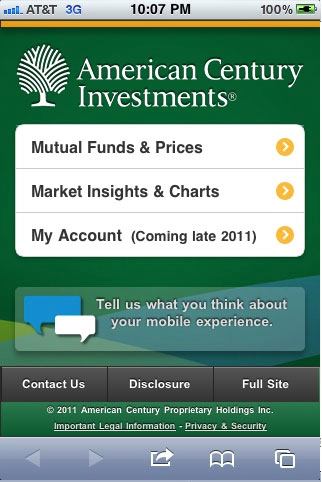 AT&T 3G 10:07 PM 100%
American Century
Investments®
Mutual Funds & Prices
Market Insights & Charts
My Account (Coming late 2011)
Tell us what you think about
your mobile experience.
Contact Us Disclosure Full Site
© 2011 American Century Proprietary Holdings Inc.
Important Legal Information - Privacy & Security